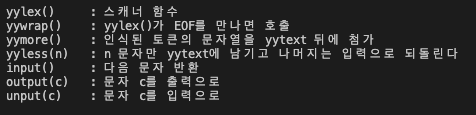 yylex()     : 스캐너 함수
yywrap()    : yylex()가 EOF를 만나면 호출
yymore()    : 인식된 토큰의 문자열을 yytext 뒤에 첨가
yyless(n)   : n 문자만 yytext에 남기고 나머지는 입력으로 되돌린다
input()     : 다음 문자 반환
output(c)   : 문자 c를 출력으로
unput(c)    : 문자 c를 입력으로